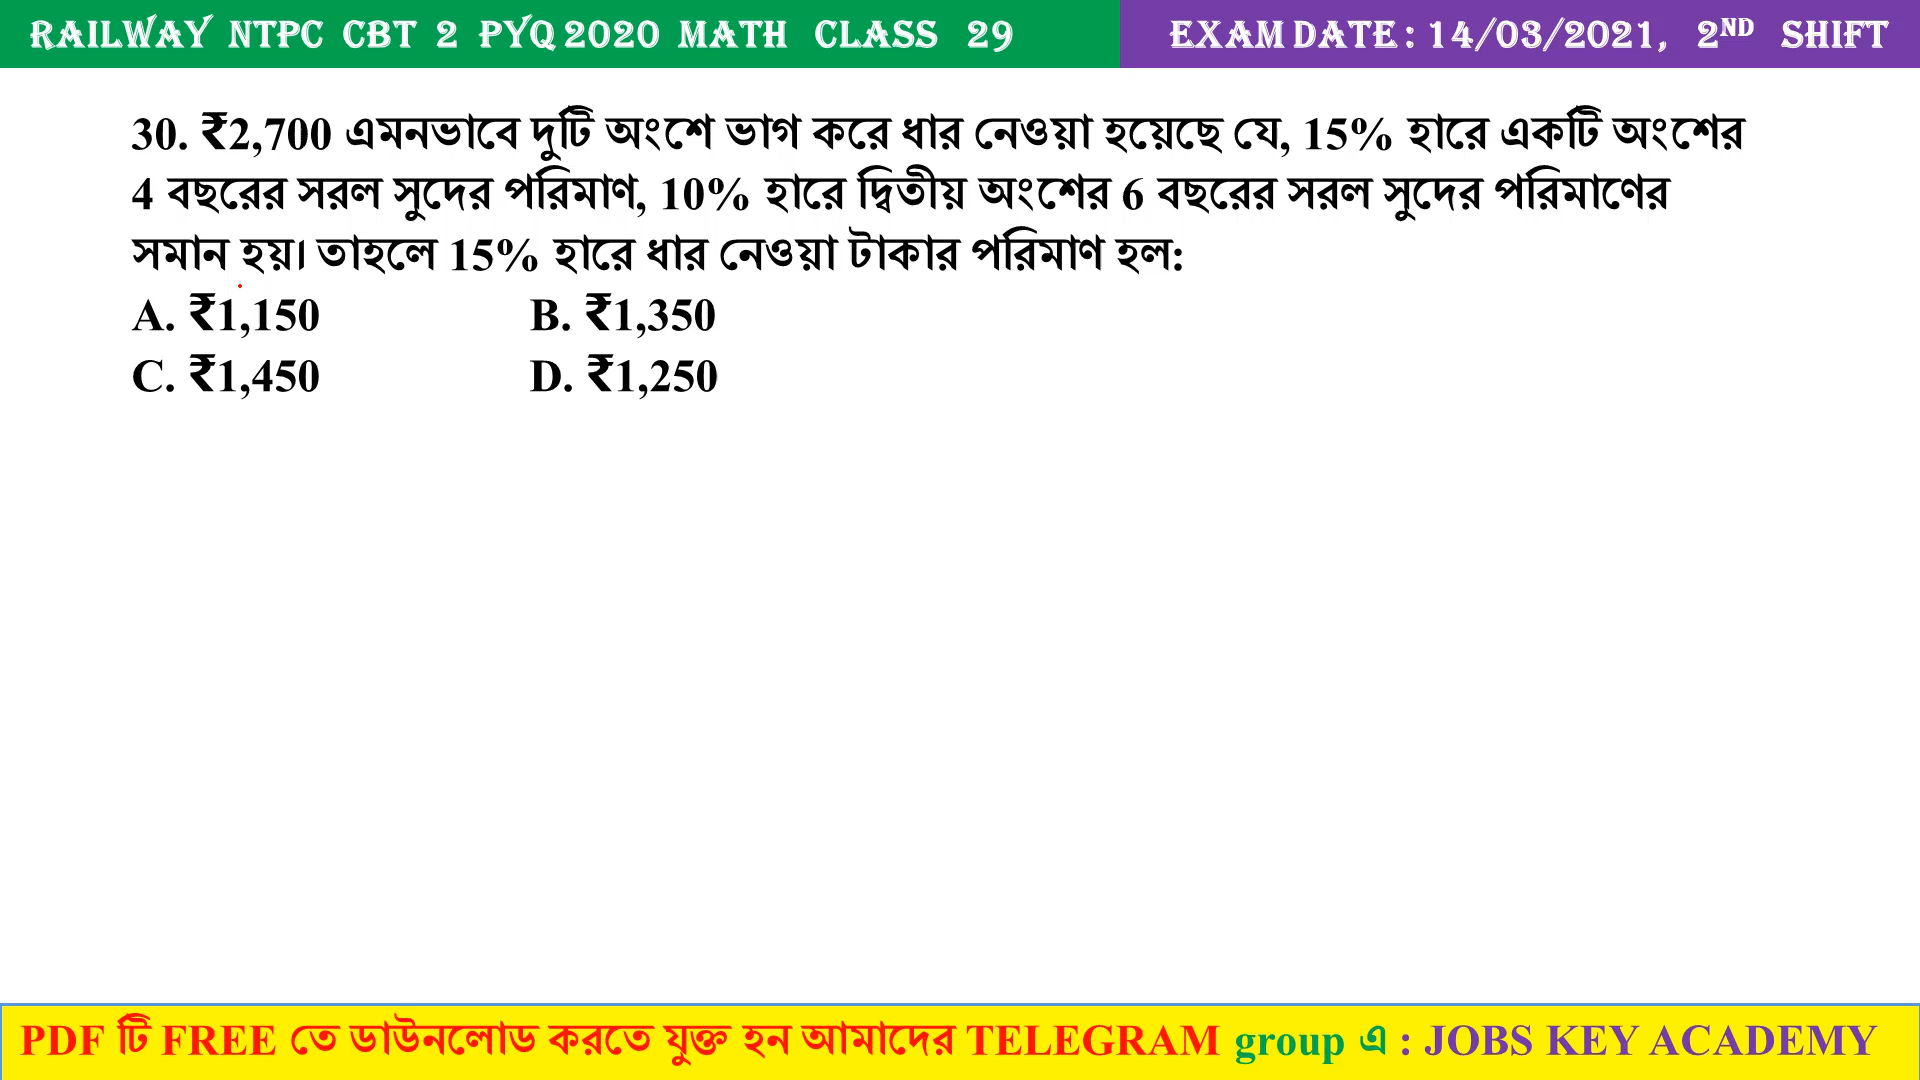 RAILWAY NTPC CBT 2 PYQ 2020 MATH CLASS 29
EXAM DATE : 14/03/2021, 2ND SHIFT
30. ₹2,700 এমনভাবে দুটি অংশে ভাগ করে ধার নেওয়া হয়েছে যে, 15% হারে একটি অংশের
4 বছরের সরল সুদের পরিমাণ, 10% হারে দ্বিতীয় অংশের 6 বছরের সরল সুদের পরিমাণের
সমান হয়। তাহলে 15% হারে ধার নেওয়া টাকার পরিমাণ হল:
A. ₹1,150 B. ₹1,350
C. ₹1,450 D. ₹1,250
PDF টি FREE তে ডাউনলোড করতে যুক্ত হন আমাদের TELEGRAM group এ : JOBS KEY ACADEMY